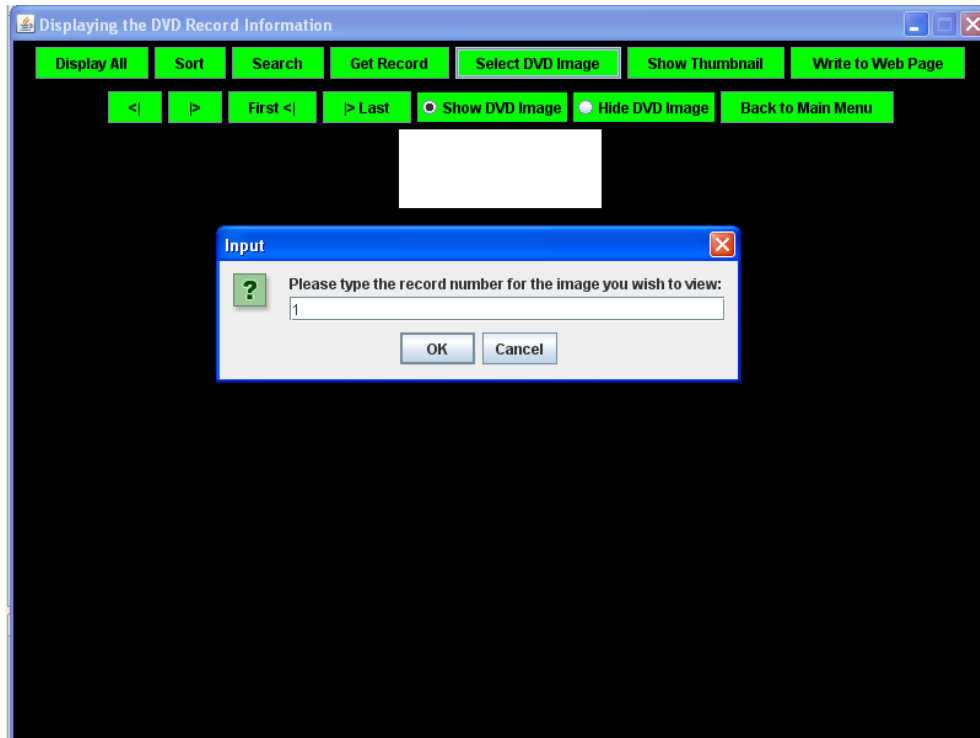 Displaying the DVD Record Information
Display All Sort Search Get Record Select DVD Image Show Thumbnail Write to Web Page
<| |> First <| |> Last Show DVD Image Hide DVD Image Back to Main Menu
Input
? Please type the record number for the image you wish to view:
1
OK Cancel